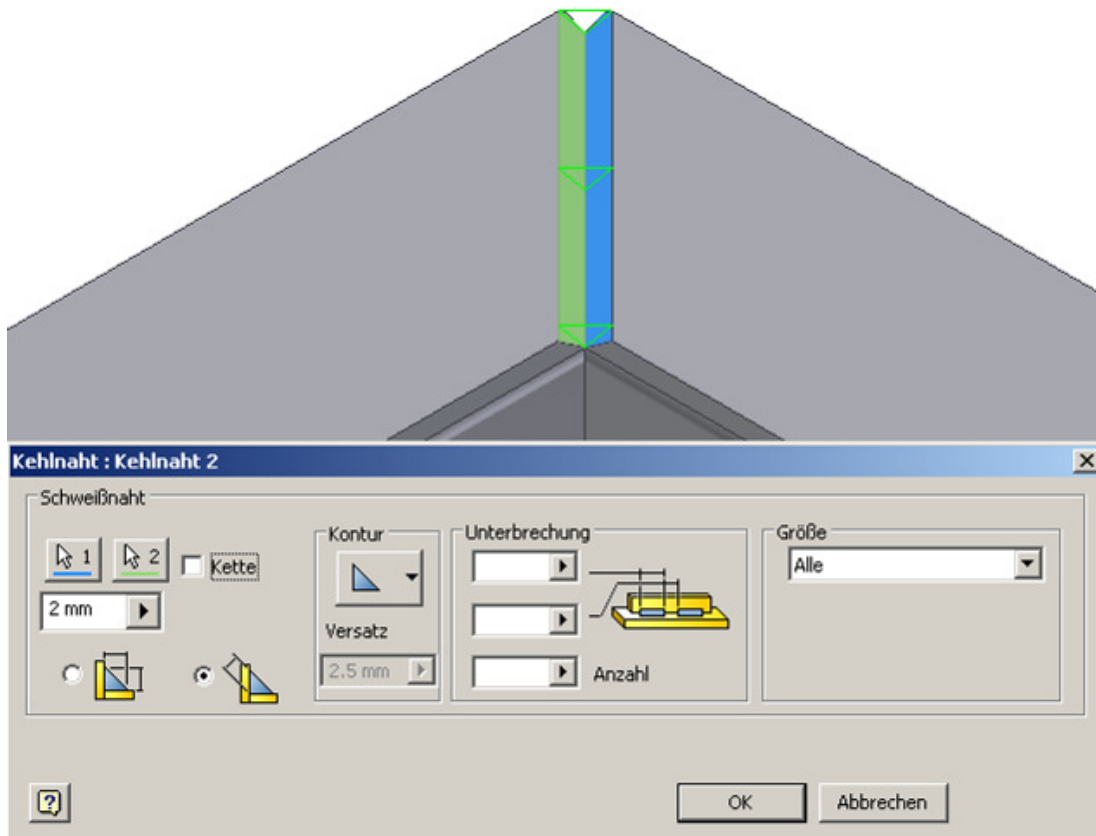 Kehlnaht : Kehlnaht 2
Schweißnaht
1
2
Kette
2 mm
Kontur
Versatz
2.5 mm
Unterbrechung
Anzahl
Größe
Alle
?
OK
Abbrechen